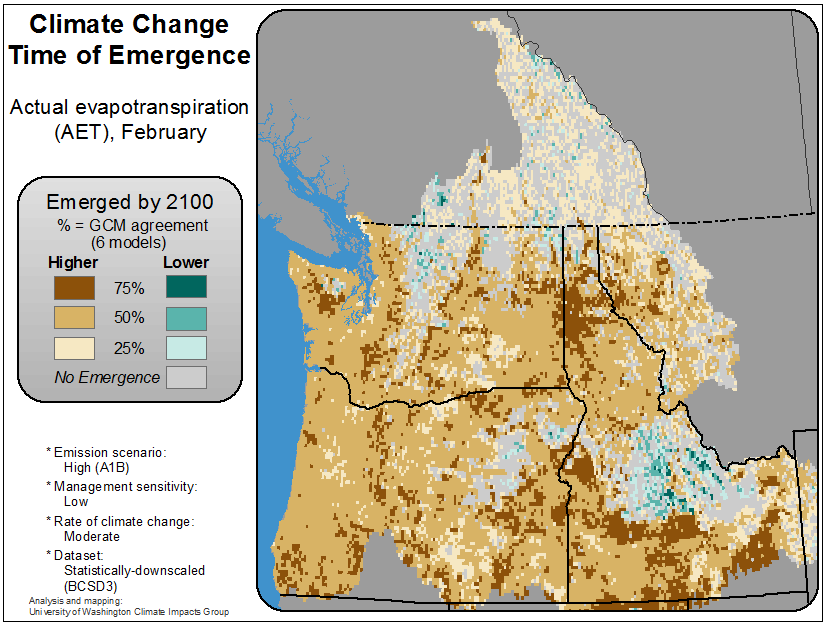 Climate Change
Time of Emergence
Actual evapotranspiration
(AET), February
Emerged by 2100
% = GCM agreement
(6 models)
Higher Lower
75%
50%
25%
No Emergence
* Emission scenario:
High (A1B)
* Management sensitivity:
Low
* Rate of climate change:
Moderate
* Dataset:
Statistically-downscaled
(BCSD3)
Analysis and mapping:
University of Washington Climate Impacts Group